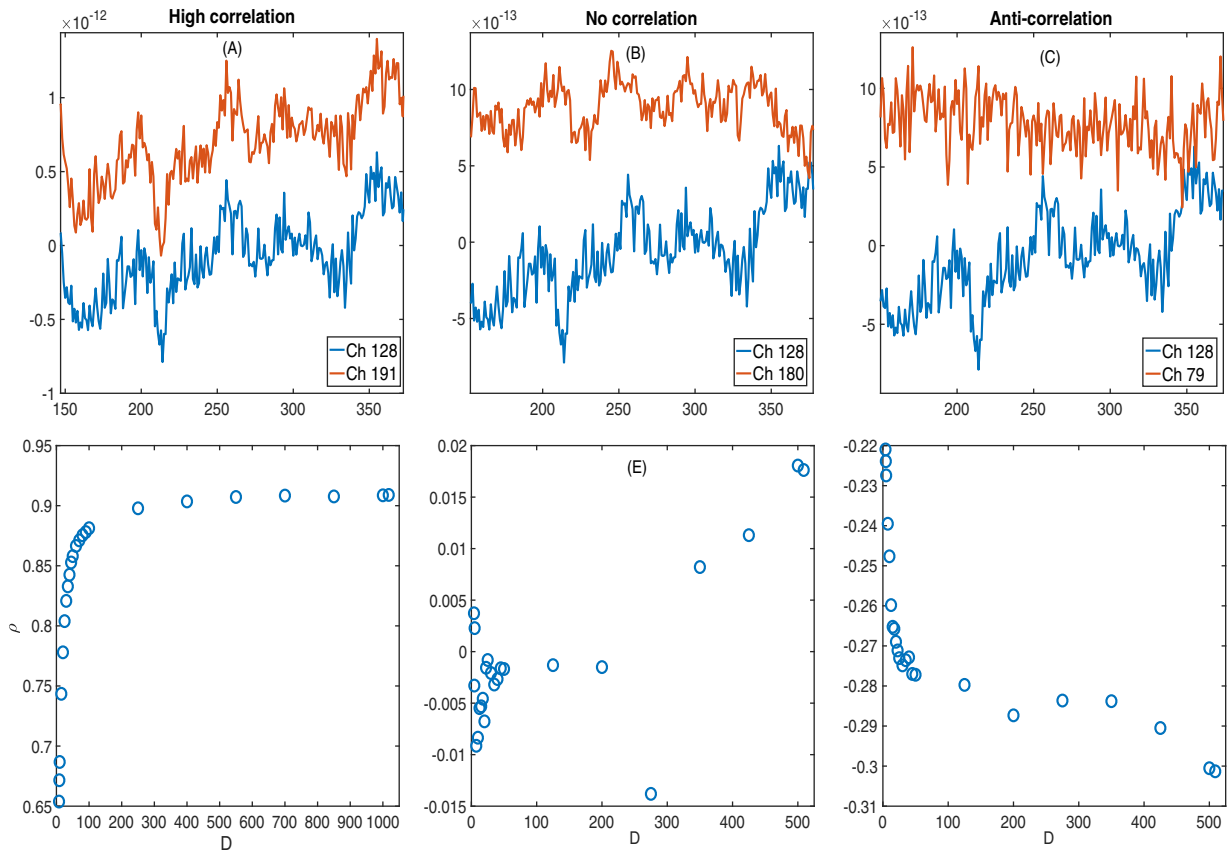 High correlation
No correlation
Anti-correlation
×10⁻¹²
×10⁻¹³
×10⁻¹³
(A)
(B)
(C)
1
0.5
0
-0.5
-1
10
5
0
-5
10
5
0
-5
Ch 128
Ch 191
Ch 128
Ch 180
Ch 128
Ch 79
150 200 250 300 350
200 250 300 350
200 250 300 350
0.95
0.9
0.85
0.8
0.75
0.7
0.65
ρ
0 100 200 300 400 500 600 700 800 900 1000
D
(E)
0.02
0.015
0.01
0.005
0
-0.005
-0.01
-0.015
0 100 200 300 400 500
D
-0.22
-0.23
-0.24
-0.25
-0.26
-0.27
-0.28
-0.29
-0.3
-0.31
0 100 200 300 400 500
D